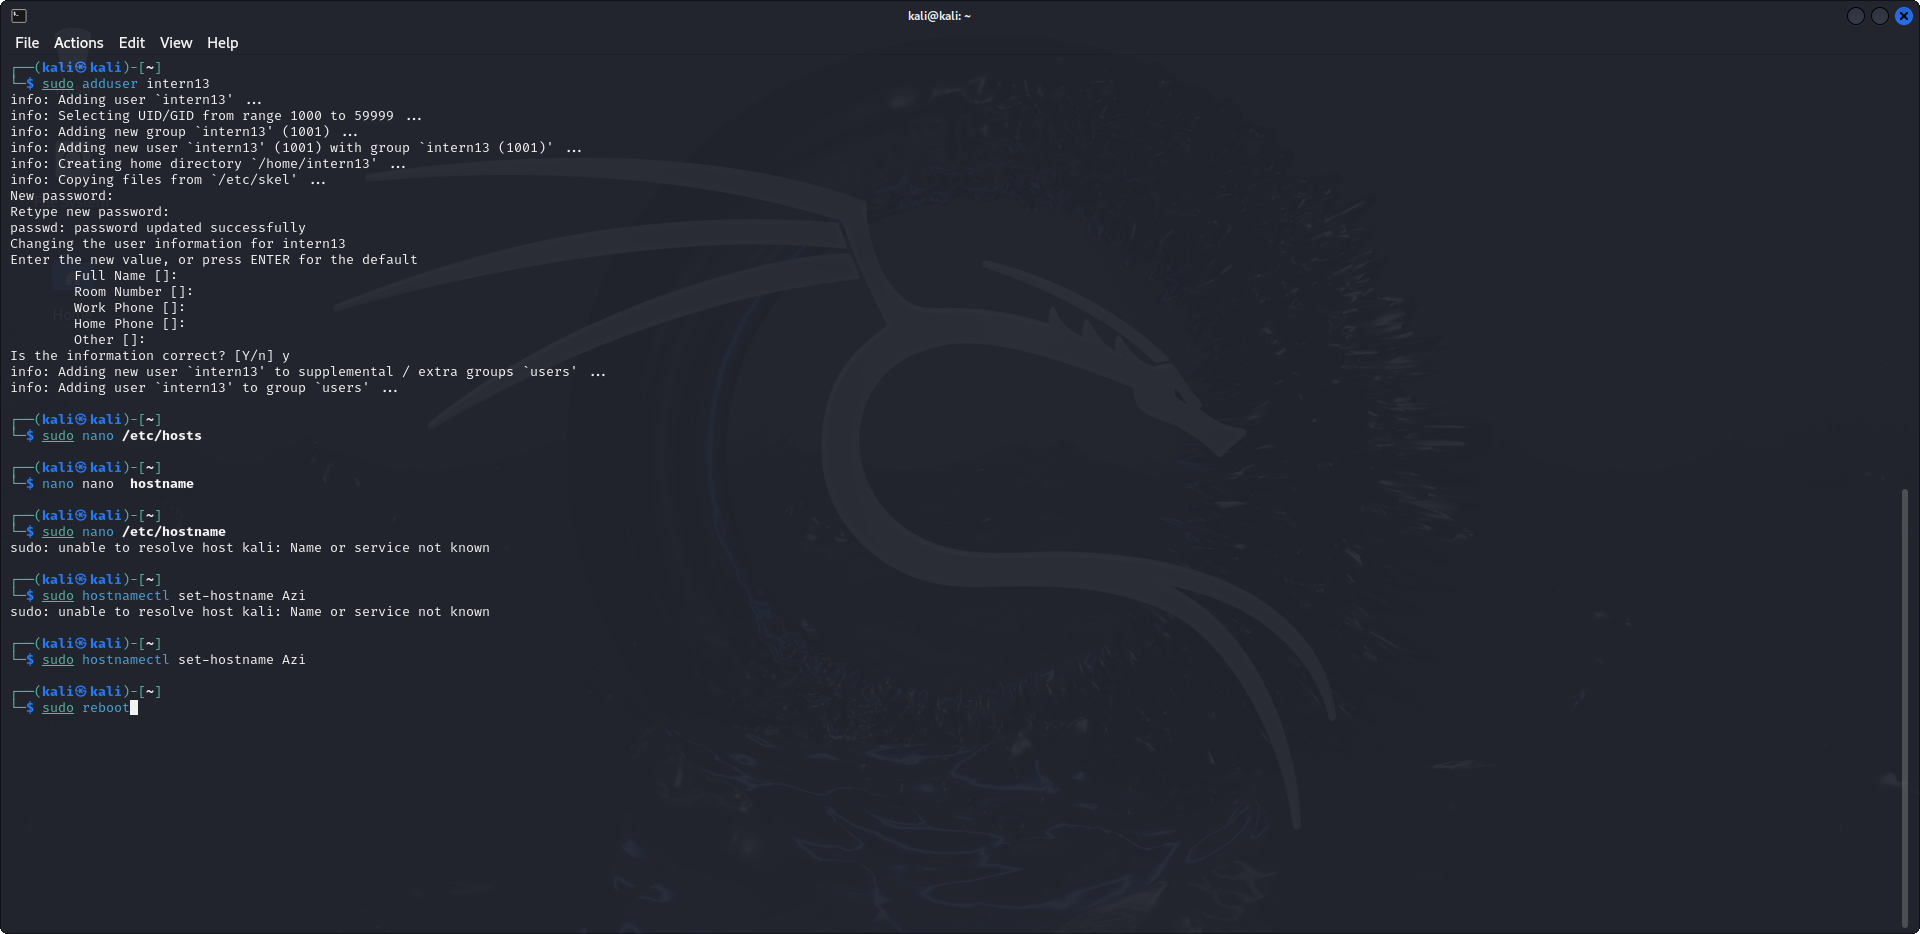 kali@kali: ~
File Actions Edit View Help
┌──(kali㉿kali)-[~]
└─$ sudo adduser intern13
info: Adding user `intern13' ...
info: Selecting UID/GID from range 1000 to 59999 ...
info: Adding new group `intern13' (1001) ...
info: Adding new user `intern13' (1001) with group `intern13 (1001)' ...
info: Creating home directory `/home/intern13' ...
info: Copying files from `/etc/skel' ...
New password:
Retype new password:
passwd: password updated successfully
Changing the user information for intern13
Enter the new value, or press ENTER for the default
Full Name []:
Room Number []:
Work Phone []:
Home Phone []:
Other []:
Is the information correct? [Y/n] y
info: Adding new user `intern13' to supplemental / extra groups `users' ...
info: Adding user `intern13' to group `users' ...
┌──(kali㉿kali)-[~]
└─$ sudo nano /etc/hosts
┌──(kali㉿kali)-[~]
└─$ nano nano  hostname
┌──(kali㉿kali)-[~]
└─$ sudo nano /etc/hostname
sudo: unable to resolve host kali: Name or service not known
┌──(kali㉿kali)-[~]
└─$ sudo hostnamectl set-hostname Azi
sudo: unable to resolve host kali: Name or service not known
┌──(kali㉿kali)-[~]
└─$ sudo hostnamectl set-hostname Azi
┌──(kali㉿kali)-[~]
└─$ sudo reboot